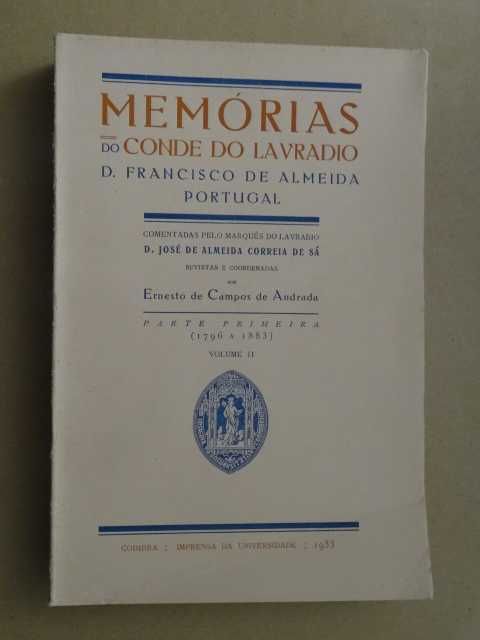 MEMÓRIAS
DO CONDE DO LAVRADIO
D. FRANCISCO DE ALMEIDA
PORTUGAL
COMENTADAS PELO MARQUÊS DO LAVRADIO
D. JOSÉ DE ALMEIDA CORREIA DE SÁ
REVISTAS E COORDENADAS
POR
Ernesto de Campos de Andrada
PARTE PRIMEIRA
(1796 A 1833)
VOLUME II
COIMBRA : IMPRENSA DA UNIVERSIDADE : 1933